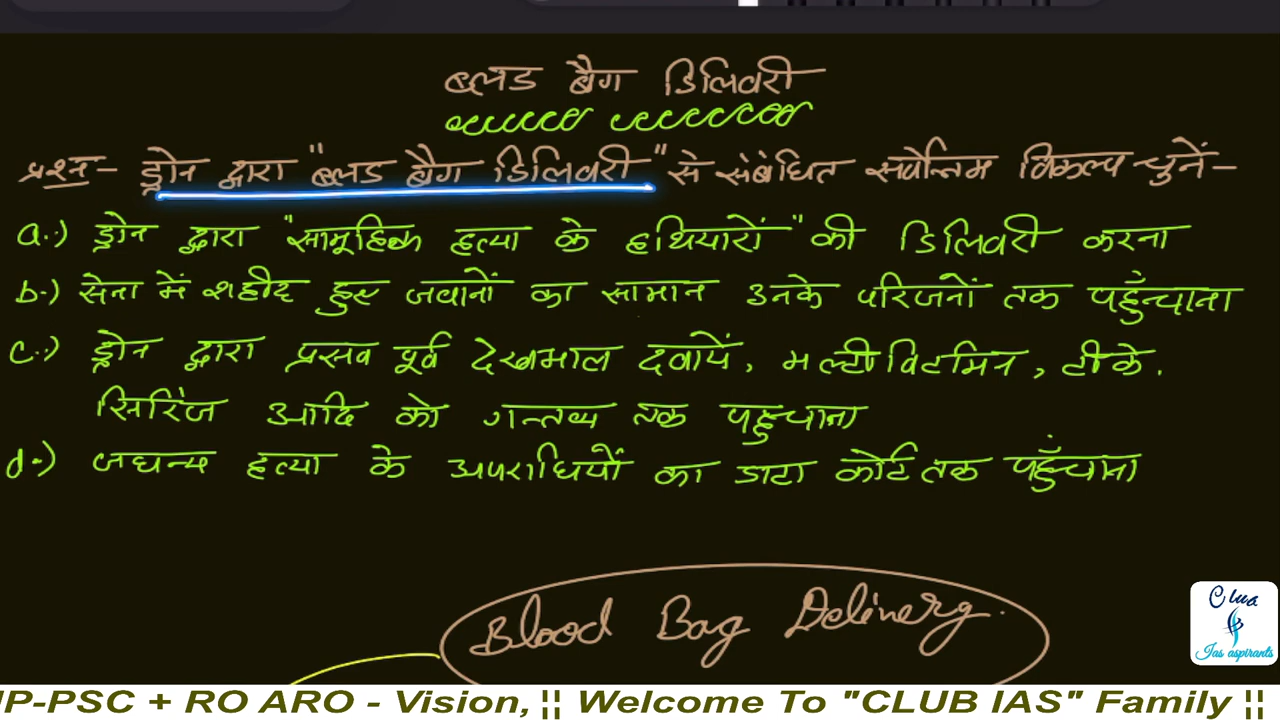 ब्लड बैग डिलिवरी
प्रश्न- ड्रोन द्वारा "ब्लड बैग डिलिवरी" से संबंधित सर्वोत्तम विकल्प चुनें-
a.) ड्रोन द्वारा "सामूहिक हत्या के हथियारों" की डिलिवरी करना
b.) सेना में शहीद हुए जवानों का सामान उनके परिजनों तक पहुँचाना
c.) ड्रोन द्वारा प्रसव पूर्व देखभाल दवायें, मल्टी विटामिन, टीके.
सिरिंज आदि को गन्तव्य तक पहुचाना
d.) जघन्य हत्या के अपराधियों का डाटा कोर्ट तक पहुँचाना
Blood Bag Delinerg.
Club
Ias aspirants
IP-PSC + RO ARO - Vision, ¦¦ Welcome To "CLUB IAS" Family ¦¦